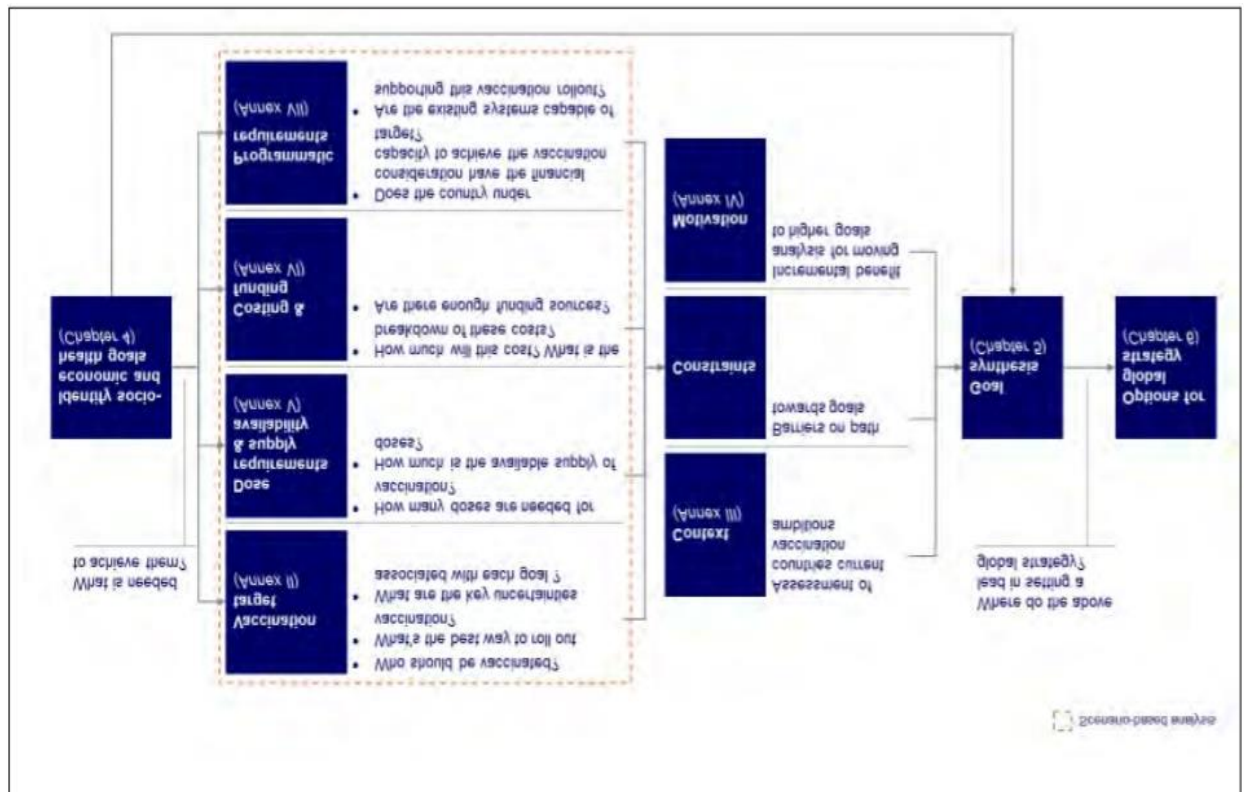 Scenario-based analysis
What is needed
to achieve them?
Identify socio-
economic and
health goals
(Chapter 4)
Vaccination
target
(Annex II)
• Who should be vaccinated?
• What's the best way to roll out
vaccination?
• What are the key uncertainties
associated with each goal ?
Dose
requirements
& supply
availability
(Annex V)
• How many doses are needed for
vaccination?
• How much is the available supply of
doses?
Costing &
funding
(Annex VI)
• How much will this cost? What is the
breakdown of these costs?
• Are there enough funding sources?
Programmatic
requirements
(Annex VII)
• Does the country under
consideration have the financial
capacity to achieve the vaccination
target?
• Are the existing systems capable of
supporting this vaccination rollout?
Context
(Annex III)
Assessment of
countries current
vaccination
ambitions
Constraints
Barriers on path
towards goals
Motivation
(Annex IV)
Incremental benefit
analysis for moving
to higher goals
Where do the above
lead in setting a
global strategy?
Goal
synthesis
(Chapter 5)
Options for
global
strategy
(Chapter 6)